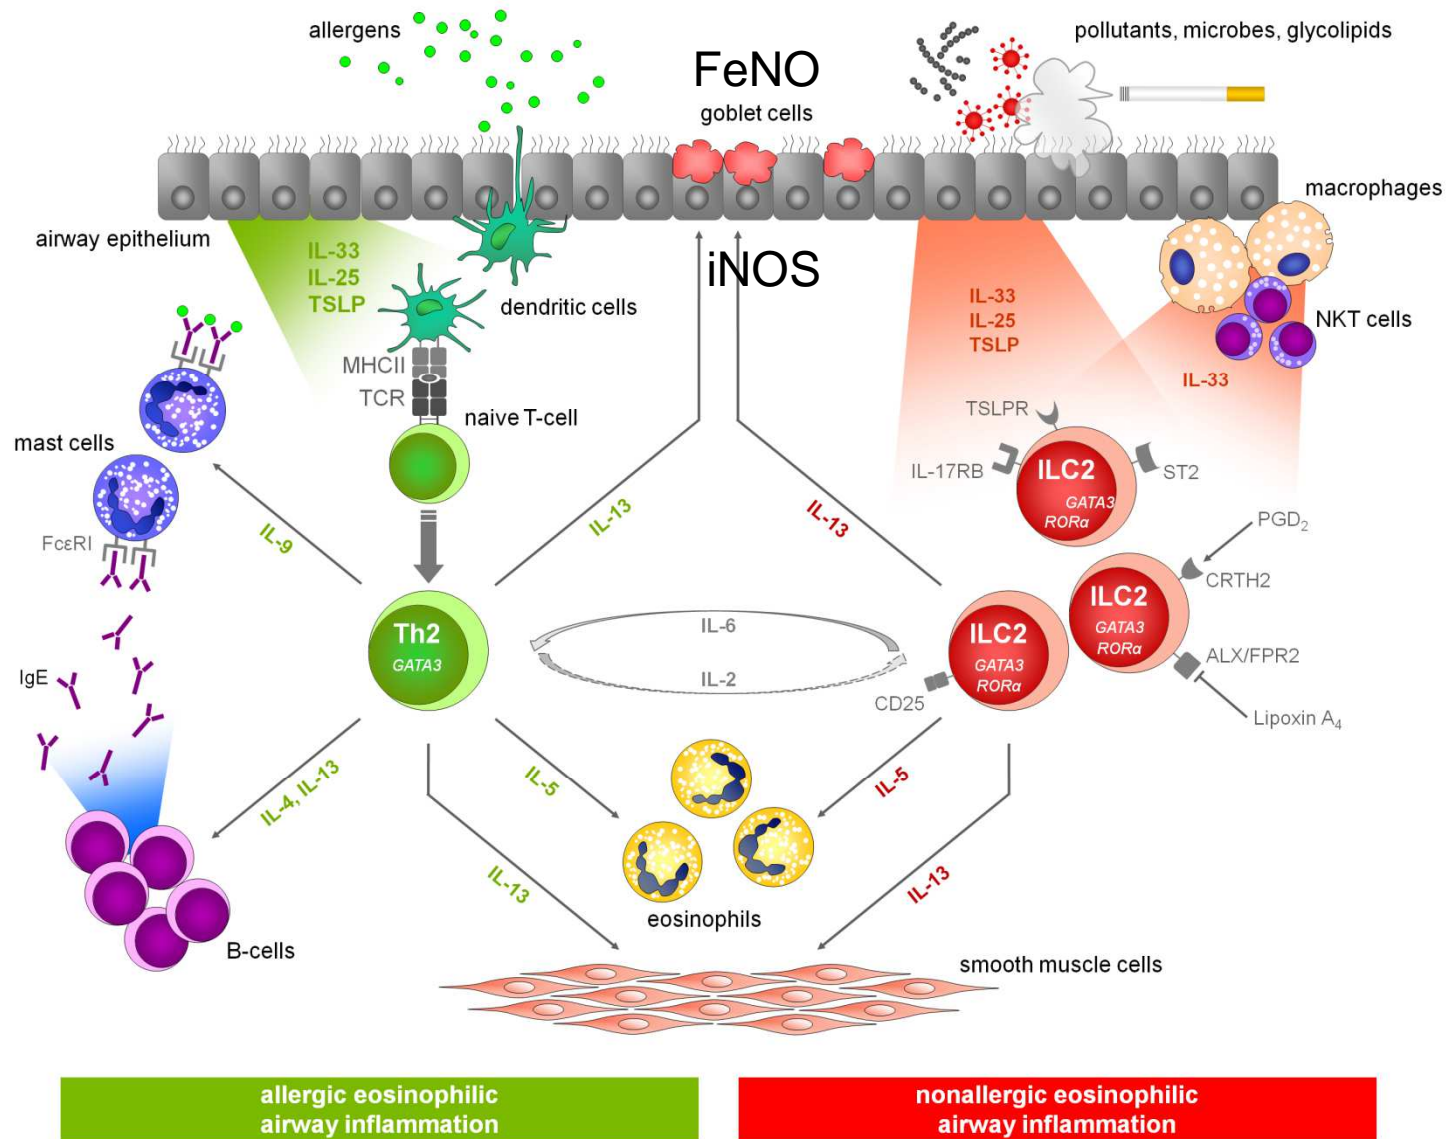 allergens
FeNO
goblet cells
pollutants, microbes, glycolipids
macrophages
airway epithelium
IL-33
IL-25
TSLP
dendritic cells
iNOS
IL-33
IL-25
TSLP
NKT cells
IL-33
MHCII
TCR
naive T-cell
mast cells
TSLPR
IL-17RB
ILC2
GATA3
RORα
ST2
FcεRI
IL-9
IL-13
IL-13
PGD2
CRTH2
ILC2
GATA3
RORα
Th2
GATA3
IL-6
IL-2
ILC2
GATA3
RORα
CD25
ALX/FPR2
Lipoxin A4
IgE
IL-4, IL-13
IL-5
IL-5
IL-13
IL-13
eosinophils
B-cells
smooth muscle cells
allergic eosinophilic
airway inflammation
nonallergic eosinophilic
airway inflammation